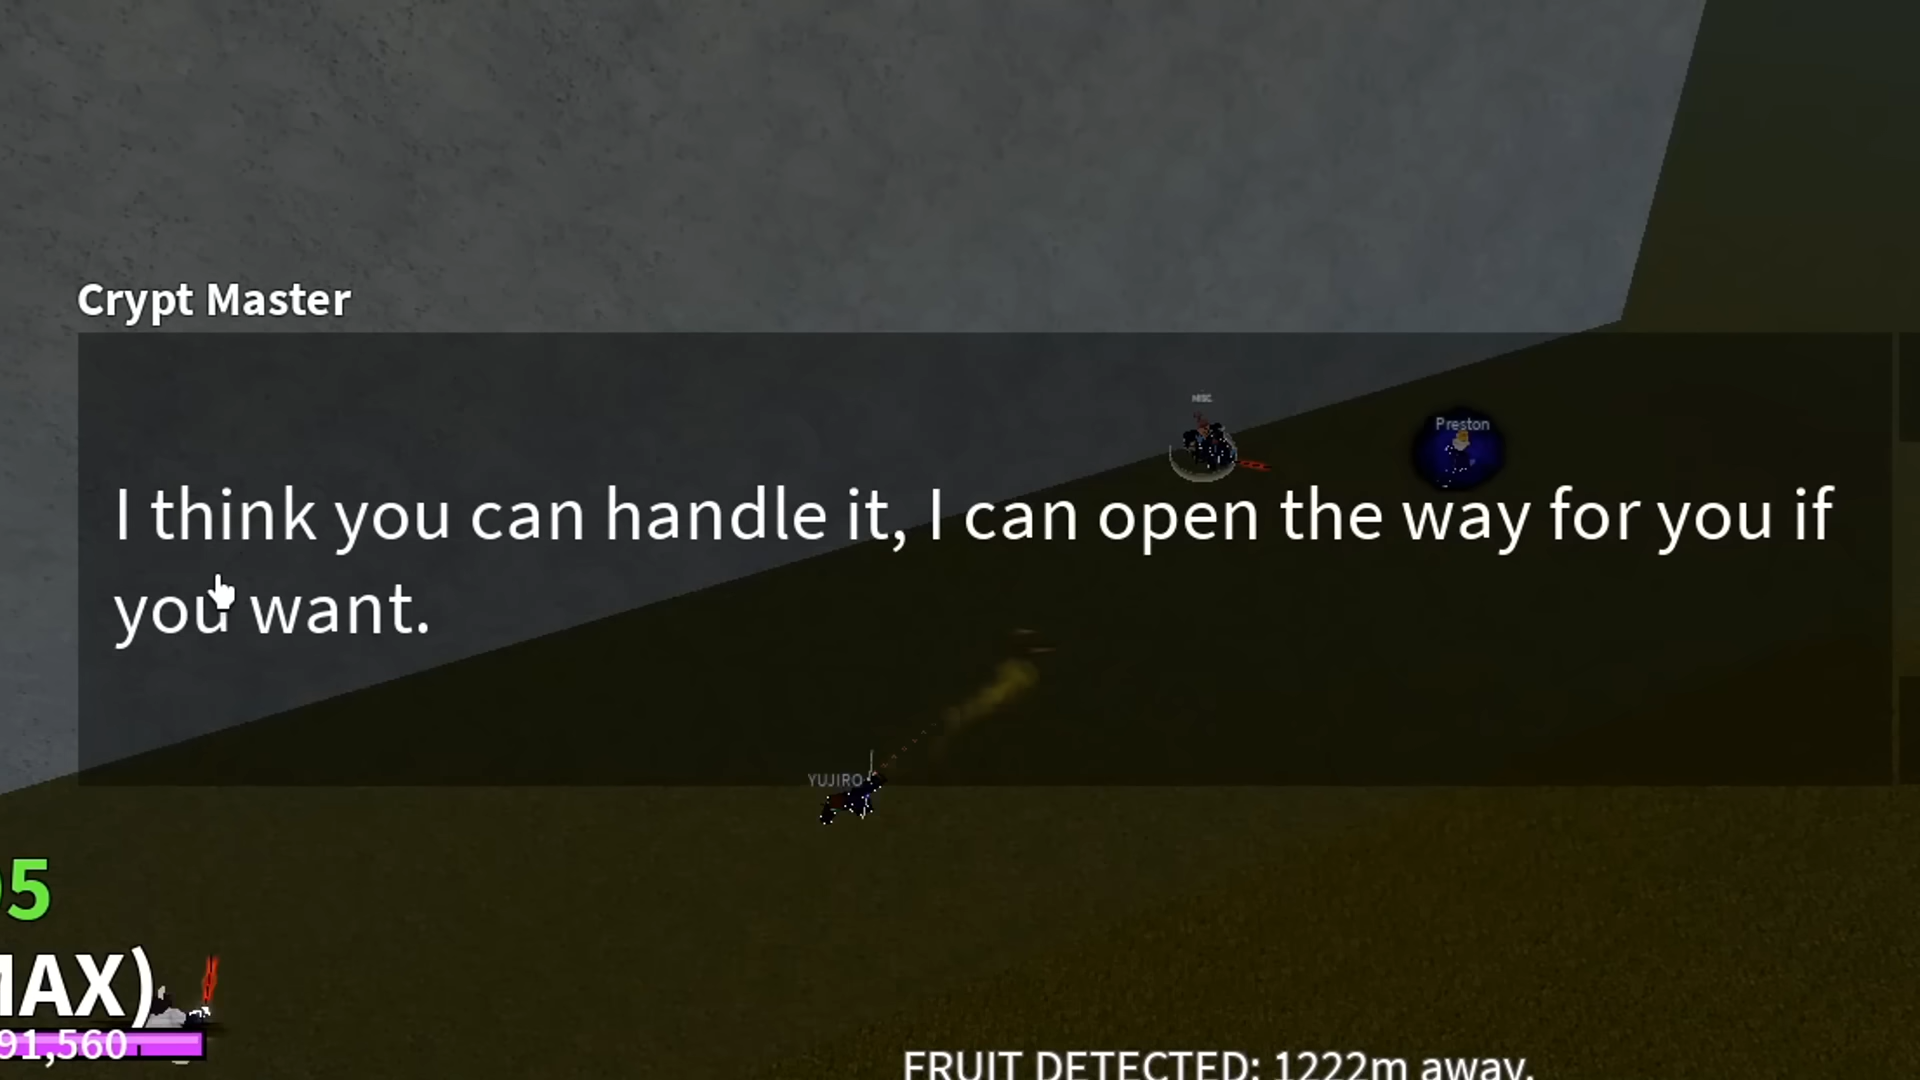 Crypt Master
Preston
I think you can handle it, I can open the way for you if
you want.
YUJIRO
5
MAX)
91,560
FRUIT DETECTED: 1222m away.